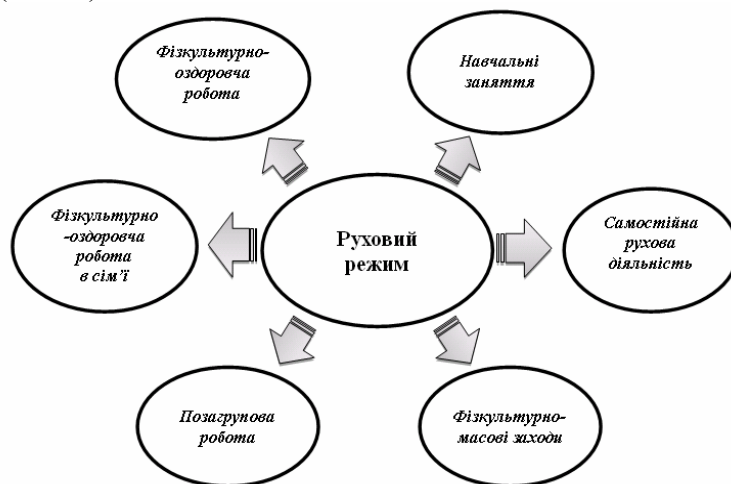 Фізкультурно-
оздоровча
робота
Навчальні
заняття
Фізкультурно
-оздоровча
робота
в сім’ї
Руховий
режим
Самостійна
рухова
діяльність
Позагрупова
робота
Фізкультурно-
масові заходи